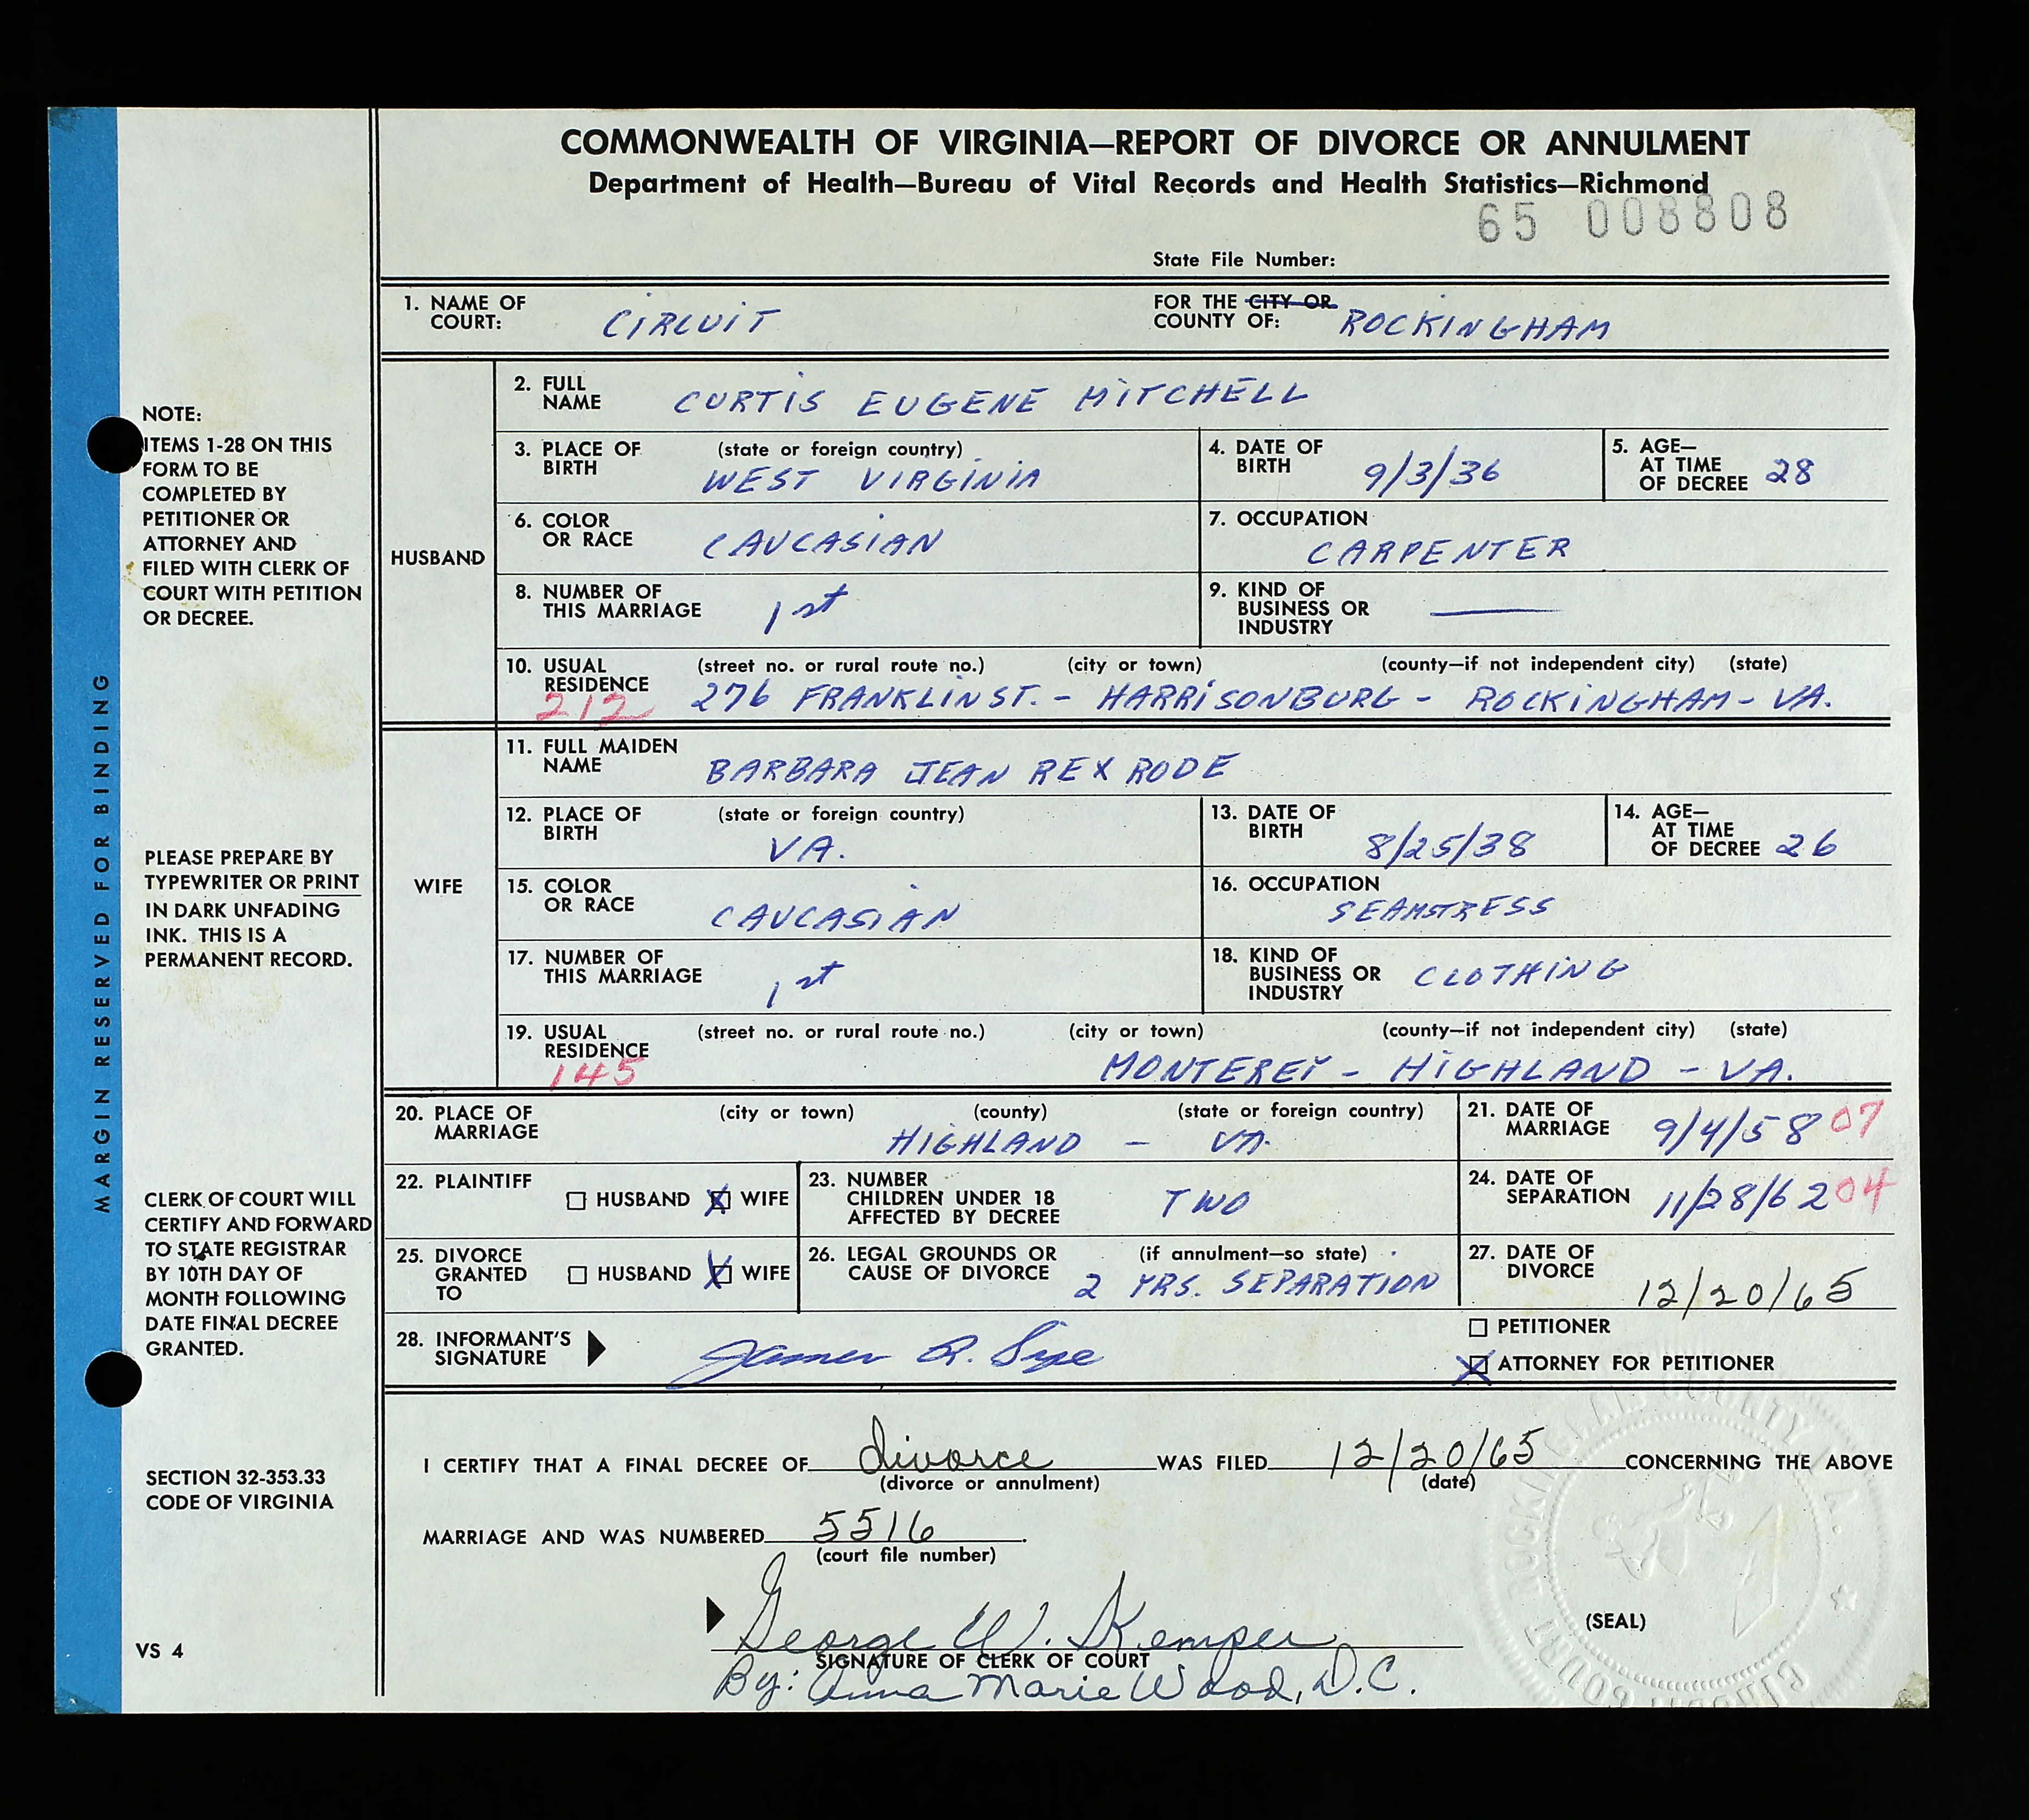 COMMONWEALTH OF VIRGINIA—REPORT OF DIVORCE OR ANNULMENT
Department of Health—Bureau of Vital Records and Health Statistics—Richmond
65 008808
State File Number:
1. NAME OF COURT: CIRCUIT FOR THE CITY OR COUNTY OF: ROCKINGHAM
HUSBAND
2. FULL NAME CURTIS EUGENE MITCHELL
3. PLACE OF BIRTH (state or foreign country) WEST VIRGINIA
4. DATE OF BIRTH 9/3/36
5. AGE— AT TIME OF DECREE 28
6. COLOR OR RACE CAUCASIAN
7. OCCUPATION CARPENTER
8. NUMBER OF THIS MARRIAGE 1st
9. KIND OF BUSINESS OR INDUSTRY —
10. USUAL RESIDENCE (street no. or rural route no.) (city or town) (county—if not independent city) (state)
212 276 FRANKLIN ST. - HARRISONBURG - ROCKINGHAM - VA.
WIFE
11. FULL MAIDEN NAME BARBARA JEAN REXRODE
12. PLACE OF BIRTH (state or foreign country) VA.
13. DATE OF BIRTH 8/25/38
14. AGE— AT TIME OF DECREE 26
15. COLOR OR RACE CAUCASIAN
16. OCCUPATION SEAMSTRESS
17. NUMBER OF THIS MARRIAGE 1st
18. KIND OF BUSINESS OR INDUSTRY CLOTHING
19. USUAL RESIDENCE (street no. or rural route no.) (city or town) (county—if not independent city) (state)
145 MONTEREY - HIGHLAND - VA.
20. PLACE OF MARRIAGE (city or town) (county) (state or foreign country) HIGHLAND - VA.
21. DATE OF MARRIAGE 9/4/58 07
22. PLAINTIFF HUSBAND X WIFE
23. NUMBER CHILDREN UNDER 18 AFFECTED BY DECREE TWO
24. DATE OF SEPARATION 11/28/62 04
25. DIVORCE GRANTED TO HUSBAND X WIFE
26. LEGAL GROUNDS OR CAUSE OF DIVORCE (if annulment—so state) 2 YRS. SEPARATION
27. DATE OF DIVORCE 12/20/65
28. INFORMANT'S SIGNATURE James R. Sipe
PETITIONER
X ATTORNEY FOR PETITIONER
I CERTIFY THAT A FINAL DECREE OF divorce WAS FILED 12/20/65 CONCERNING THE ABOVE
(divorce or annulment) (date)
MARRIAGE AND WAS NUMBERED 5516.
(court file number)
George W. Kemper
SIGNATURE OF CLERK OF COURT
By: Anna Marie Wood, D.C.
(SEAL)
MARGIN RESERVED FOR BINDING
NOTE:
ITEMS 1-28 ON THIS
FORM TO BE
COMPLETED BY
PETITIONER OR
ATTORNEY AND
FILED WITH CLERK OF
COURT WITH PETITION
OR DECREE.
PLEASE PREPARE BY
TYPEWRITER OR PRINT
IN DARK UNFADING
INK. THIS IS A
PERMANENT RECORD.
CLERK OF COURT WILL
CERTIFY AND FORWARD
TO STATE REGISTRAR
BY 10TH DAY OF
MONTH FOLLOWING
DATE FINAL DECREE
GRANTED.
SECTION 32-353.33
CODE OF VIRGINIA
VS 4